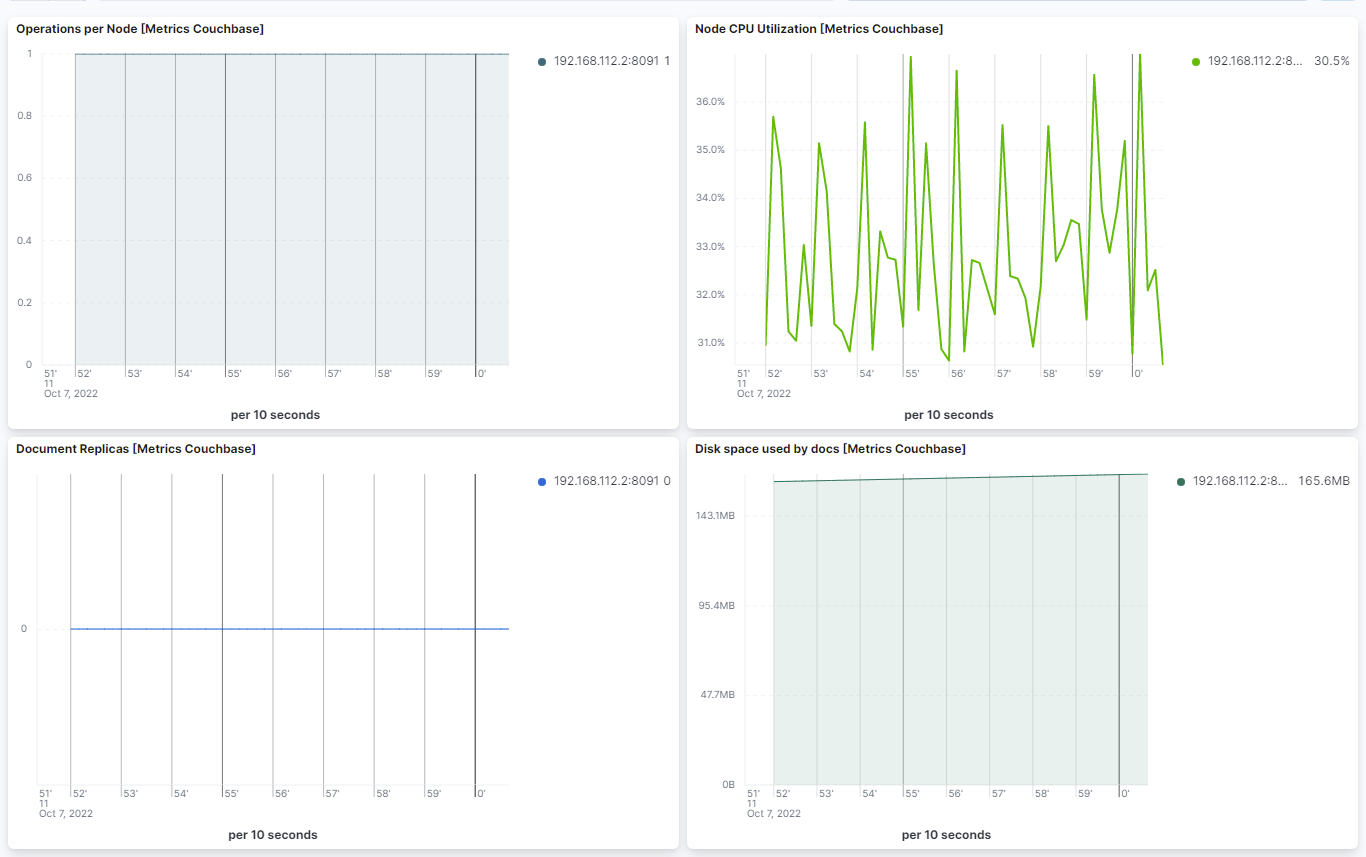 Operations per Node [Metrics Couchbase]
1
0.8
0.6
0.4
0.2
0
51' 52' 53' 54' 55' 56' 57' 58' 59' 0'
11
Oct 7, 2022
per 10 seconds
192.168.112.2:8091 1
Node CPU Utilization [Metrics Couchbase]
36.0%
35.0%
34.0%
33.0%
32.0%
31.0%
51' 52' 53' 54' 55' 56' 57' 58' 59' 0'
11
Oct 7, 2022
per 10 seconds
192.168.112.2:8... 30.5%
Document Replicas [Metrics Couchbase]
0
51' 52' 53' 54' 55' 56' 57' 58' 59' 0'
11
Oct 7, 2022
per 10 seconds
192.168.112.2:8091 0
Disk space used by docs [Metrics Couchbase]
143.1MB
95.4MB
47.7MB
0B
51' 52' 53' 54' 55' 56' 57' 58' 59' 0'
11
Oct 7, 2022
per 10 seconds
192.168.112.2:8... 165.6MB